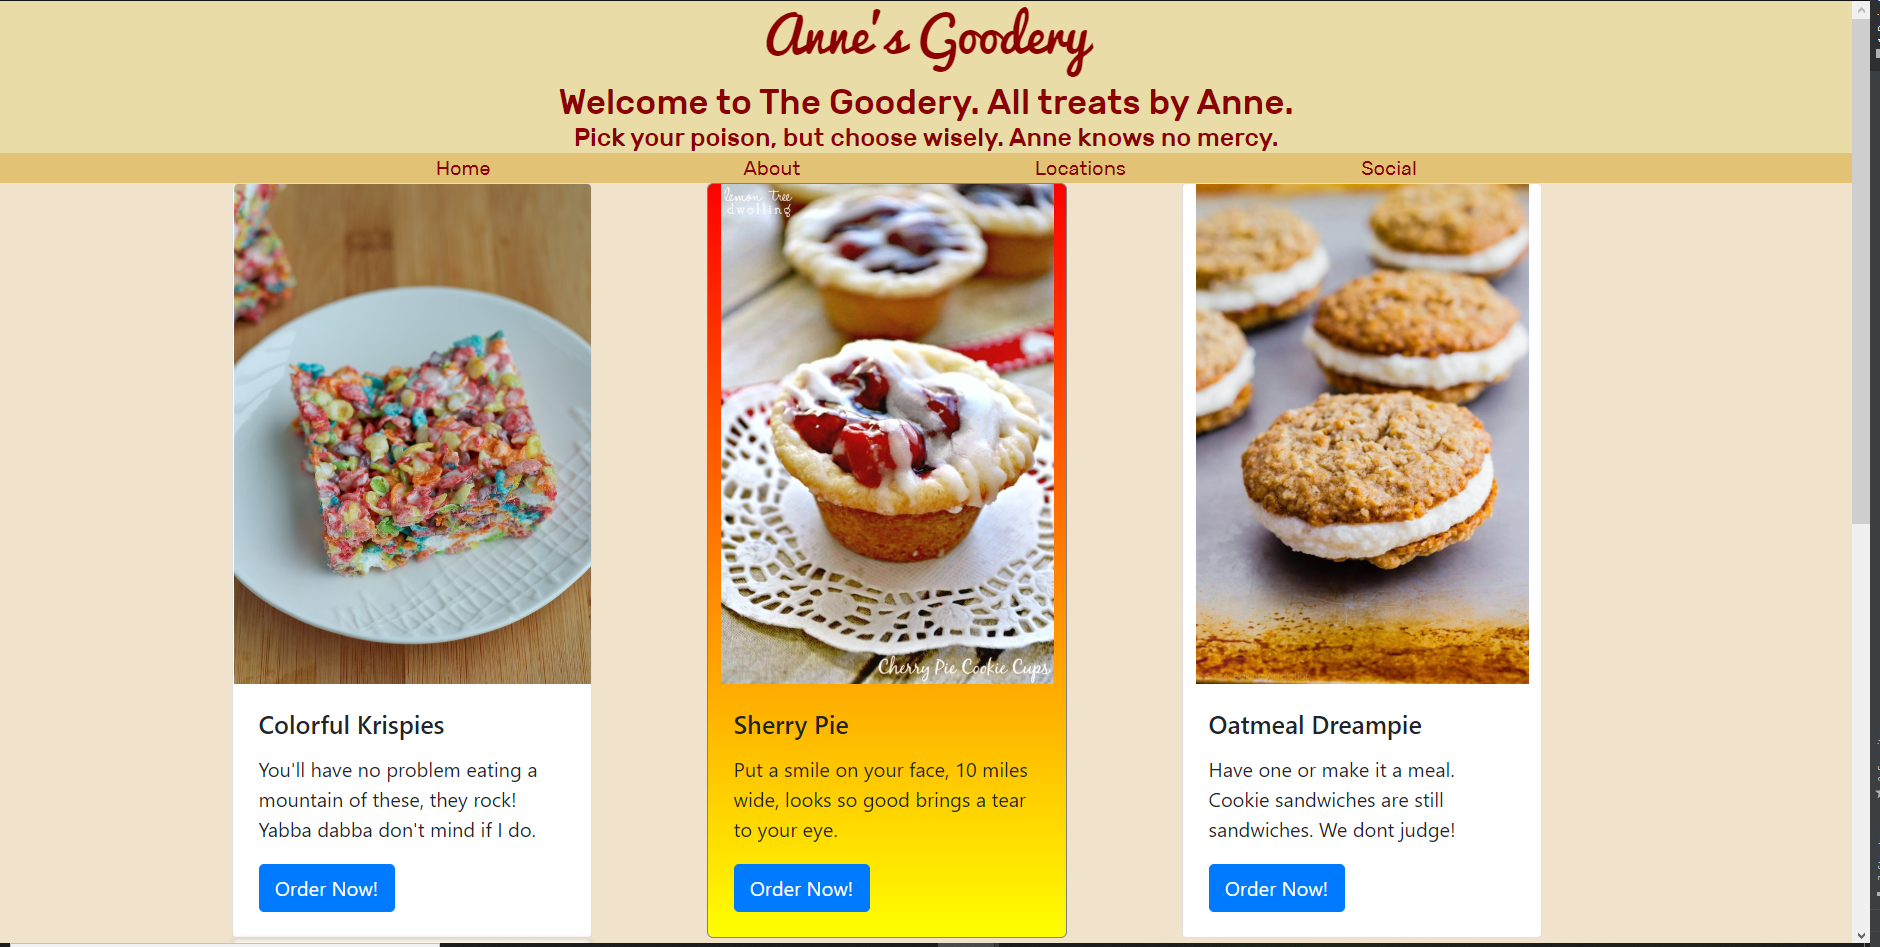 Anne's Goodery
Welcome to The Goodery. All treats by Anne.
Pick your poison, but choose wisely. Anne knows no mercy.
Home About Locations Social
lemon tree
dwelling
Cherry Pie Cookie Cups
Colorful Krispies
You'll have no problem eating a
mountain of these, they rock!
Yabba dabba don't mind if I do.
Order Now!
Sherry Pie
Put a smile on your face, 10 miles
wide, looks so good brings a tear
to your eye.
Order Now!
Oatmeal Dreampie
Have one or make it a meal.
Cookie sandwiches are still
sandwiches. We dont judge!
Order Now!